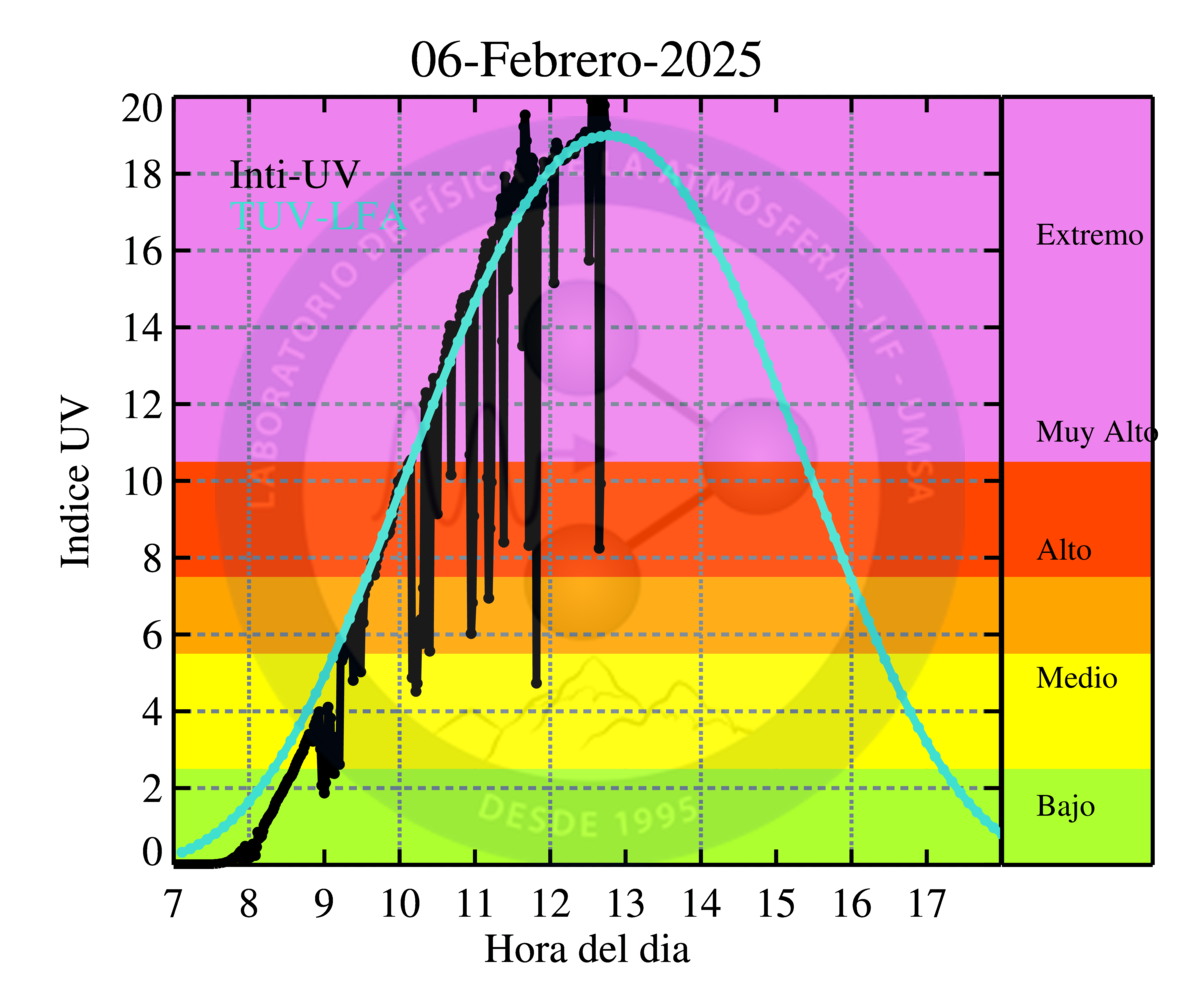 06-Febrero-2025
20
18
16
14
12
10
8
6
4
2
0
Indice UV
Inti-UV
TUV-LFA
LABORATORIO DE FÍSICA DE LA ATMÓSFERA - IIF - UMSA
DESDE 1995
Extremo
Muy Alto
Alto
Medio
Bajo
7 8 9 10 11 12 13 14 15 16 17
Hora del dia